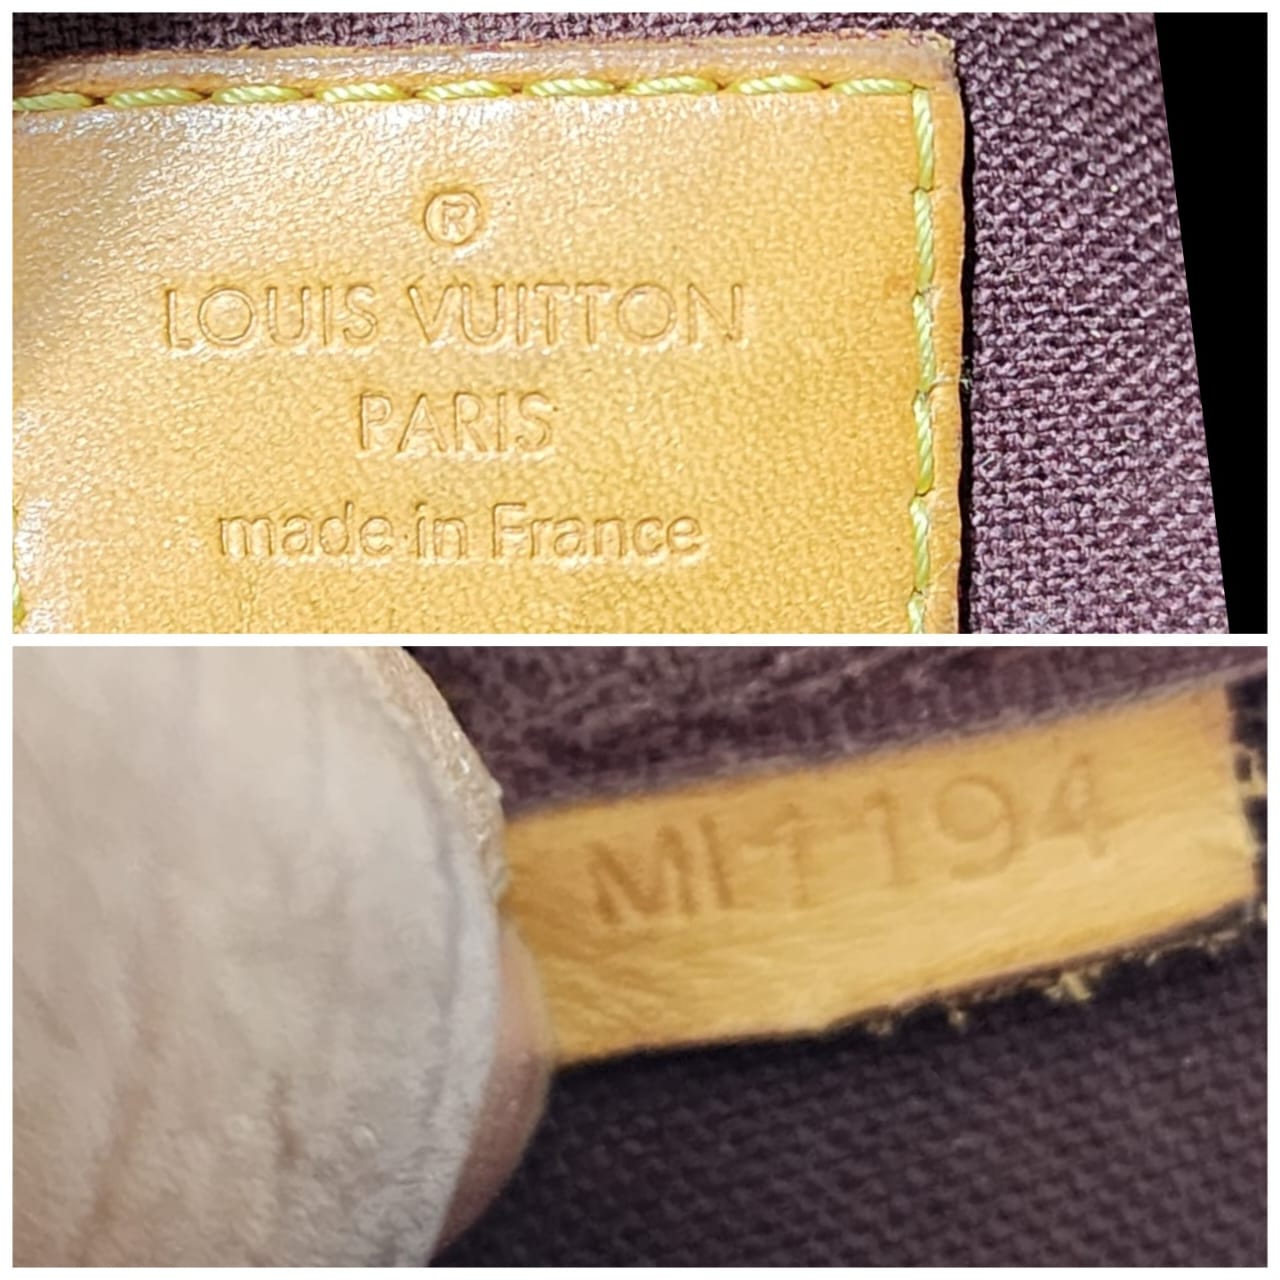 ®
LOUIS VUITTON
PARIS
made in France
MI1194